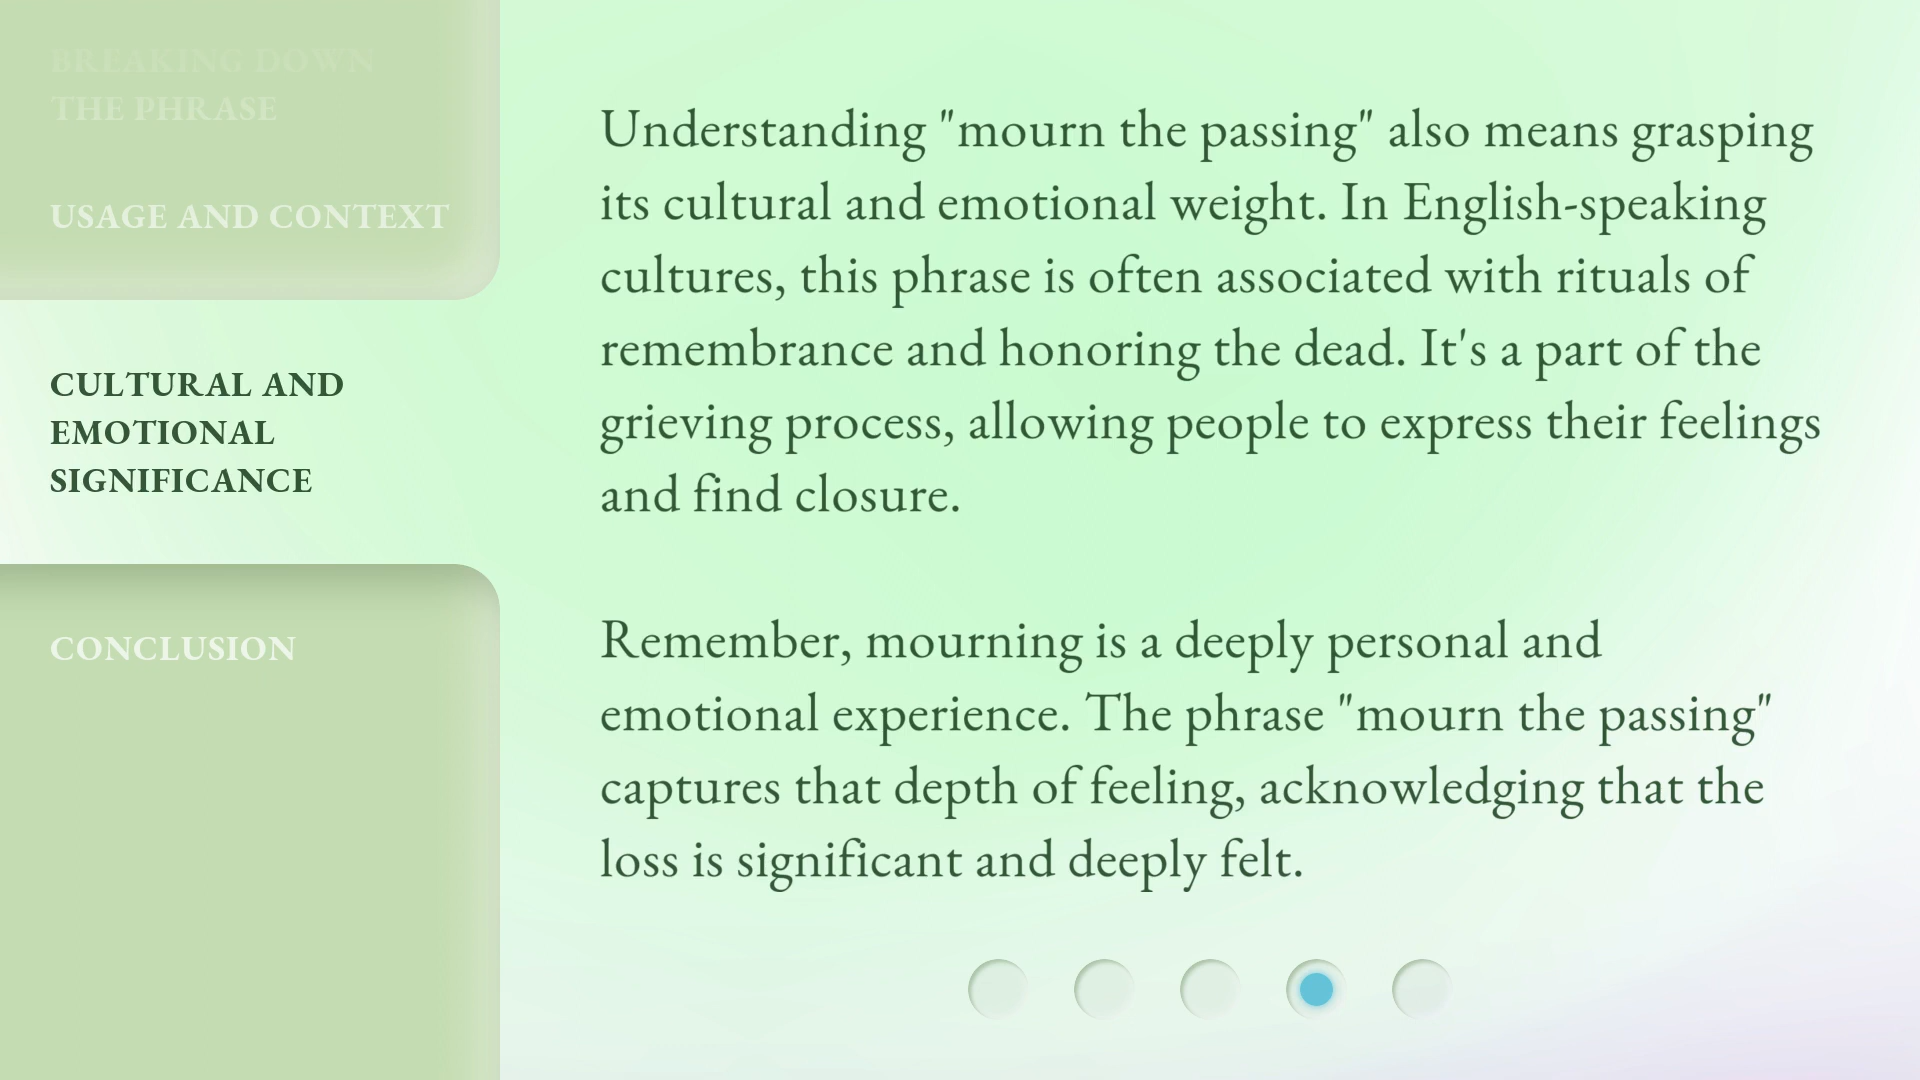 BREAKING DOWN
THE PHRASE
USAGE AND CONTEXT
CULTURAL AND
EMOTIONAL
SIGNIFICANCE
CONCLUSION
Understanding "mourn the passing" also means grasping
its cultural and emotional weight. In English-speaking
cultures, this phrase is often associated with rituals of
remembrance and honoring the dead. It's a part of the
grieving process, allowing people to express their feelings
and find closure.
Remember, mourning is a deeply personal and
emotional experience. The phrase "mourn the passing"
captures that depth of feeling, acknowledging that the
loss is significant and deeply felt.